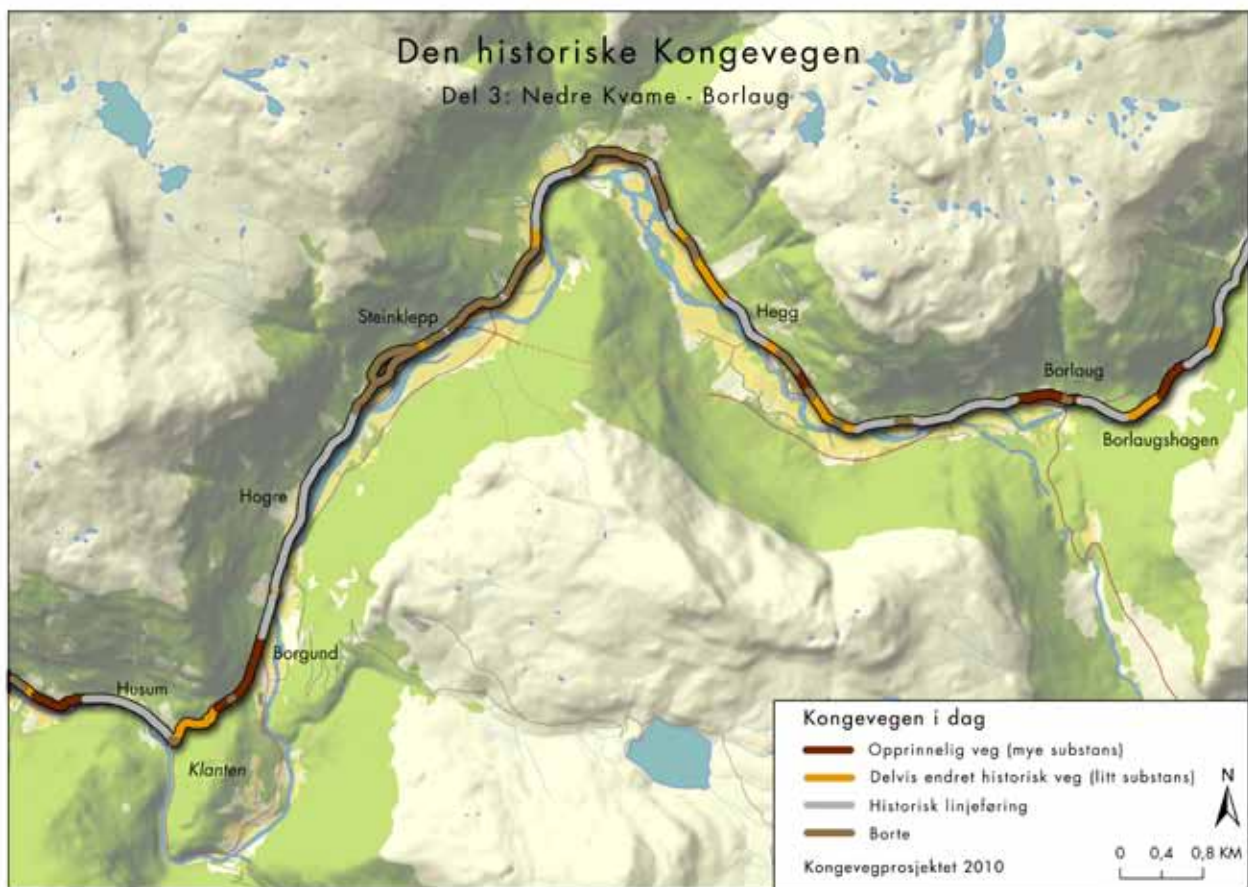 Den historiske Kongevegen
Del 3: Nedre Kvame - Borlaug
Steinklepp
Hegg
Borlaug
Borlaugshagen
Hogre
Borgund
Husum
Klanten
Kongevegen i dag
Opprinnelig veg (mye substans)
Delvis endret historisk veg (litt substans)
Historisk linjeføring
Borte
N
Kongevegprosjektet 2010
0 0,4 0,8 KM